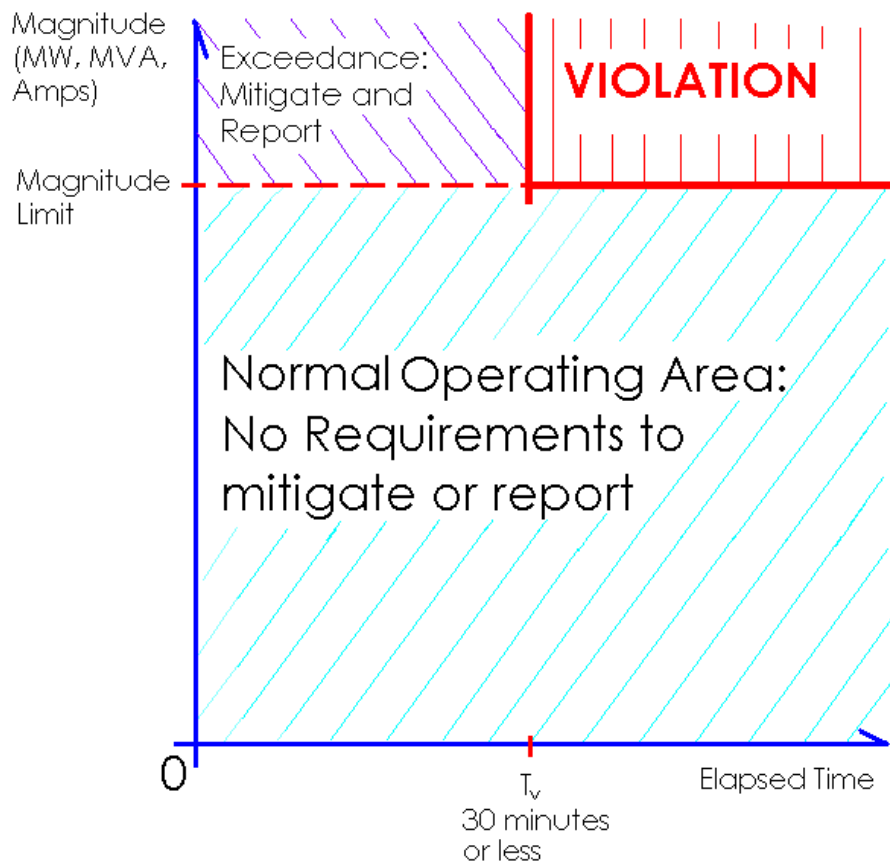 Magnitude
(MW, MVA,
Amps)
Exceedance:
Mitigate and
Report
VIOLATION
Magnitude
Limit
Normal Operating Area:
No Requirements to
mitigate or report
0
Tv
30 minutes
or less
Elapsed Time